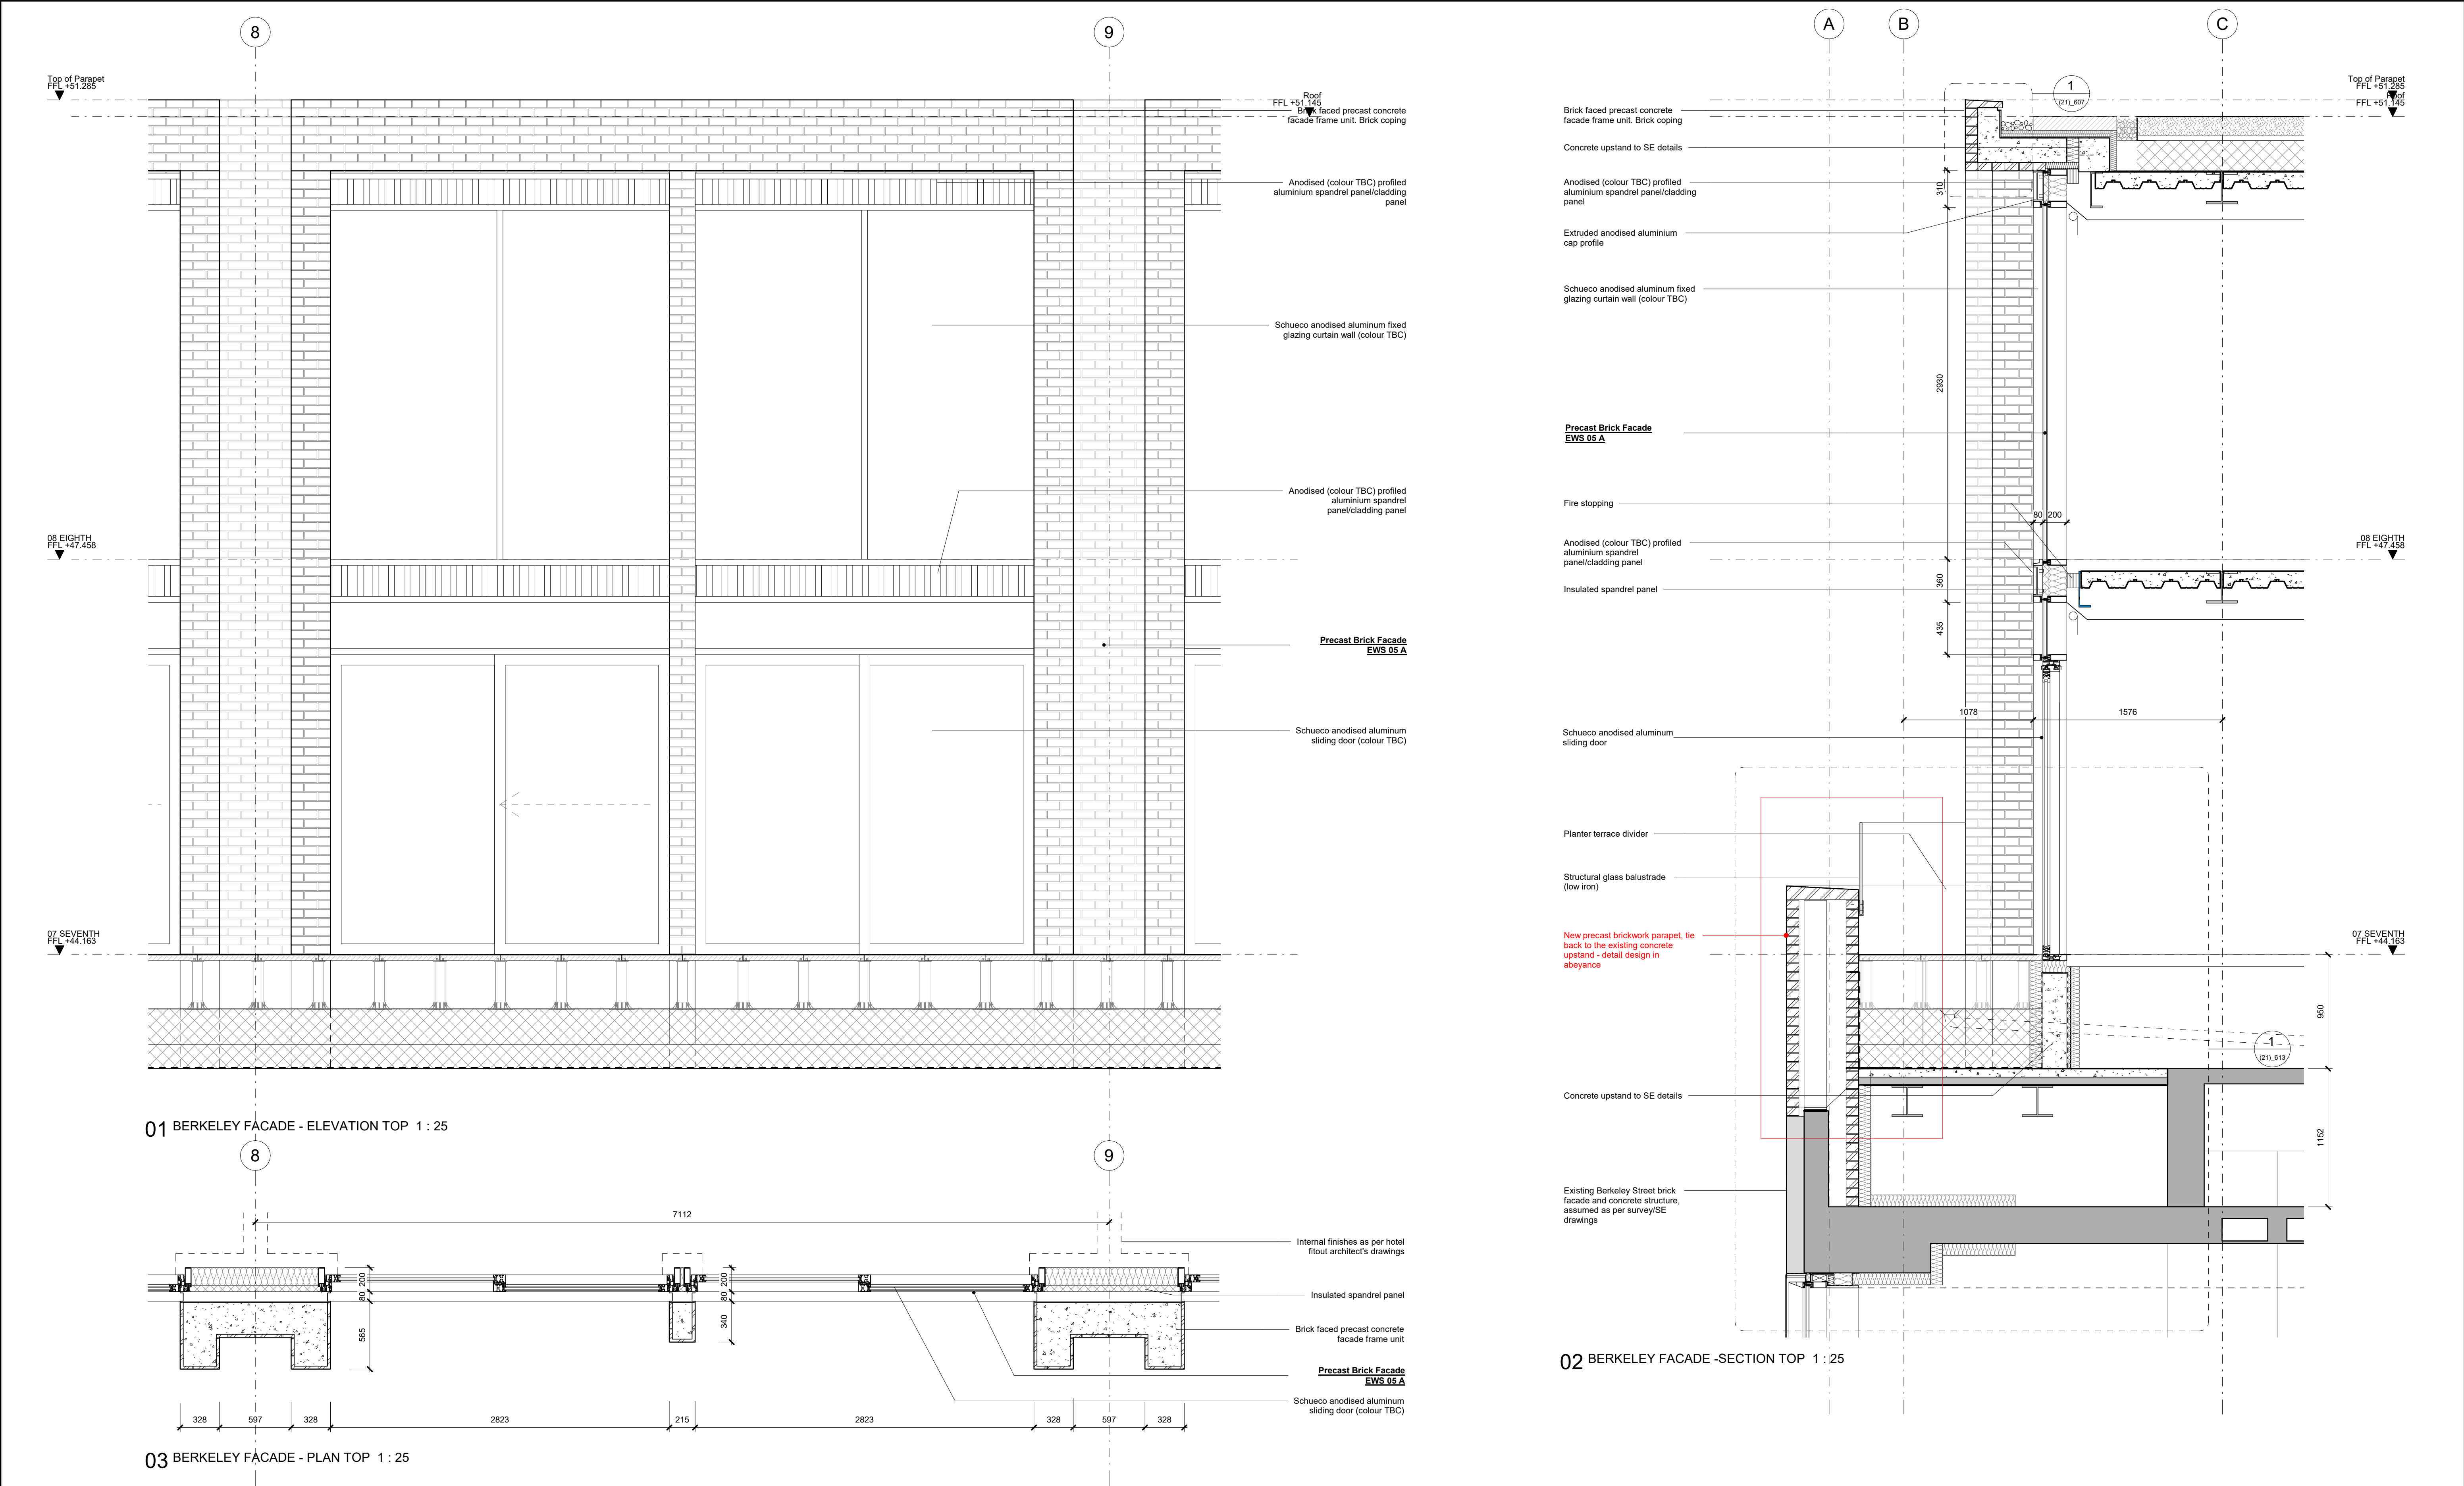 8
9
Top of Parapet
FFL +51.285
Roof
FFL +51.145
Brick faced precast concrete
facade frame unit. Brick coping
Anodised (colour TBC) profiled
aluminium spandrel panel/cladding
panel
Schueco anodised aluminum fixed
glazing curtain wall (colour TBC)
Anodised (colour TBC) profiled
aluminium spandrel
panel/cladding panel
08 EIGHTH
FFL +47.458
Precast Brick Facade
EWS 05 A
Schueco anodised aluminum
sliding door (colour TBC)
07 SEVENTH
FFL +44.163
01 BERKELEY FACADE - ELEVATION TOP 1 : 25
8
9
7112
Internal finishes as per hotel
fitout architect's drawings
200
80
565
200
80
340
Insulated spandrel panel
Brick faced precast concrete
facade frame unit
Precast Brick Facade
EWS 05 A
Schueco anodised aluminum
sliding door (colour TBC)
328
597
328
2823
215
2823
328
597
328
03 BERKELEY FACADE - PLAN TOP 1 : 25
A
B
C
Top of Parapet
FFL +51.285
Roof
FFL +51.145
1
(21)_607
Brick faced precast concrete
facade frame unit. Brick coping
Concrete upstand to SE details
Anodised (colour TBC) profiled
aluminium spandrel panel/cladding
panel
310
Extruded anodised aluminium
cap profile
Schueco anodised aluminum fixed
glazing curtain wall (colour TBC)
2930
Precast Brick Facade
EWS 05 A
Fire stopping
80
200
Anodised (colour TBC) profiled
aluminium spandrel
panel/cladding panel
08 EIGHTH
FFL +47.458
Insulated spandrel panel
360
435
1078
1576
Schueco anodised aluminum
sliding door
Planter terrace divider
Structural glass balustrade
(low iron)
New precast brickwork parapet, tie
back to the existing concrete
upstand - detail design in
abeyance
07 SEVENTH
FFL +44.163
950
1
(21)_613
Concrete upstand to SE details
1152
Existing Berkeley Street brick
facade and concrete structure,
assumed as per survey/SE
drawings
02 BERKELEY FACADE -SECTION TOP 1 : 25